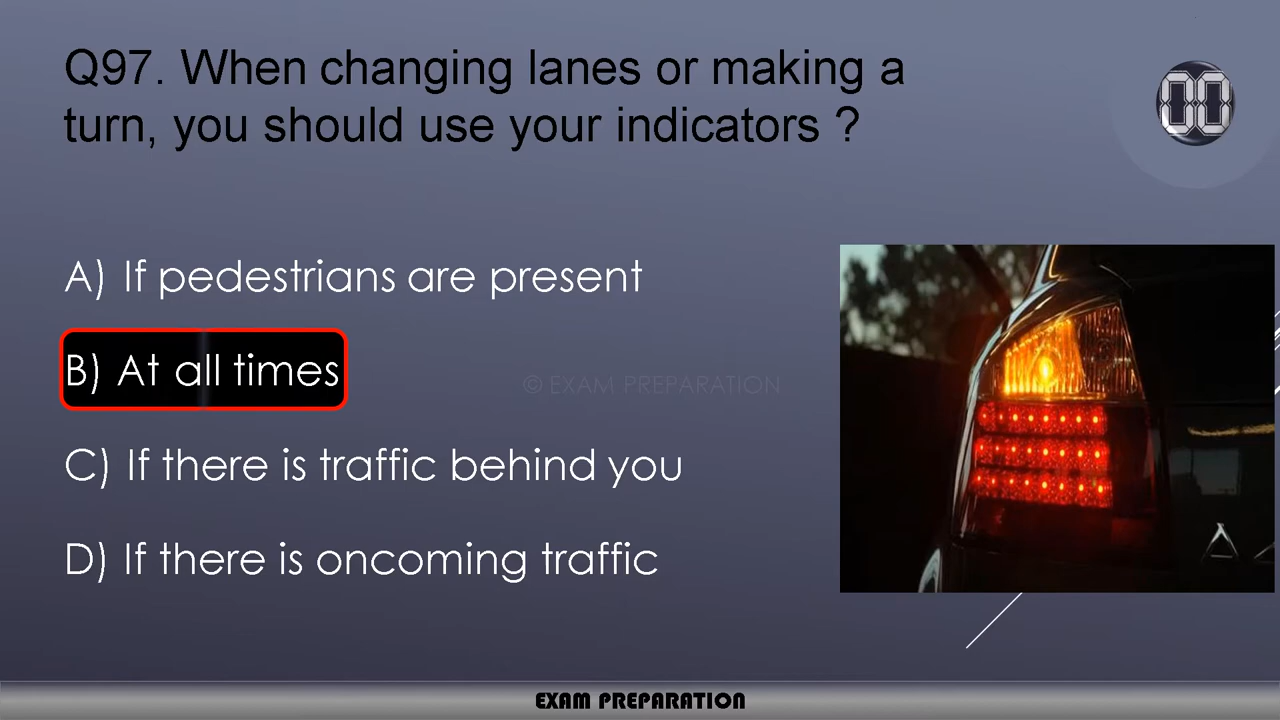 Q97. When changing lanes or making a
turn, you should use your indicators ?
00
A) If pedestrians are present
B) At all times
© EXAM PREPARATION
C) If there is traffic behind you
D) If there is oncoming traffic
EXAM PREPARATION